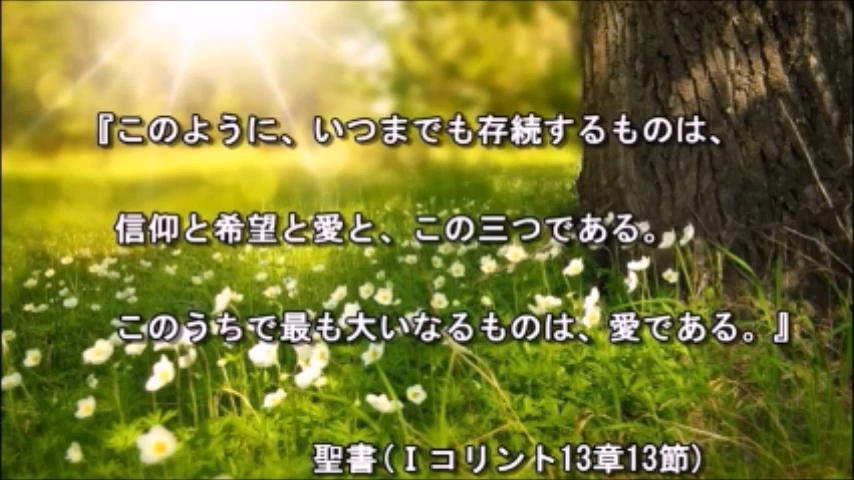 『このように、いつまでも存続するものは、
信仰と希望と愛と、この三つである。
このうちで最も大いなるものは、愛である。』
聖書(Ⅰコリント13章13節)